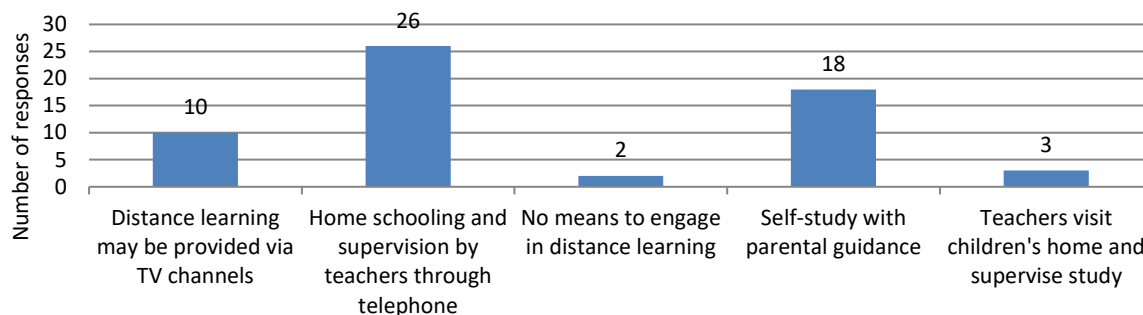 Number of responses
30
25
20
15
10
5
0
10
26
2
18
3
Distance learning
may be provided via
TV channels
Home schooling and
supervision by
teachers through
telephone
No means to engage
in distance learning
Self-study with
parental guidance
Teachers visit
children's home and
supervise study